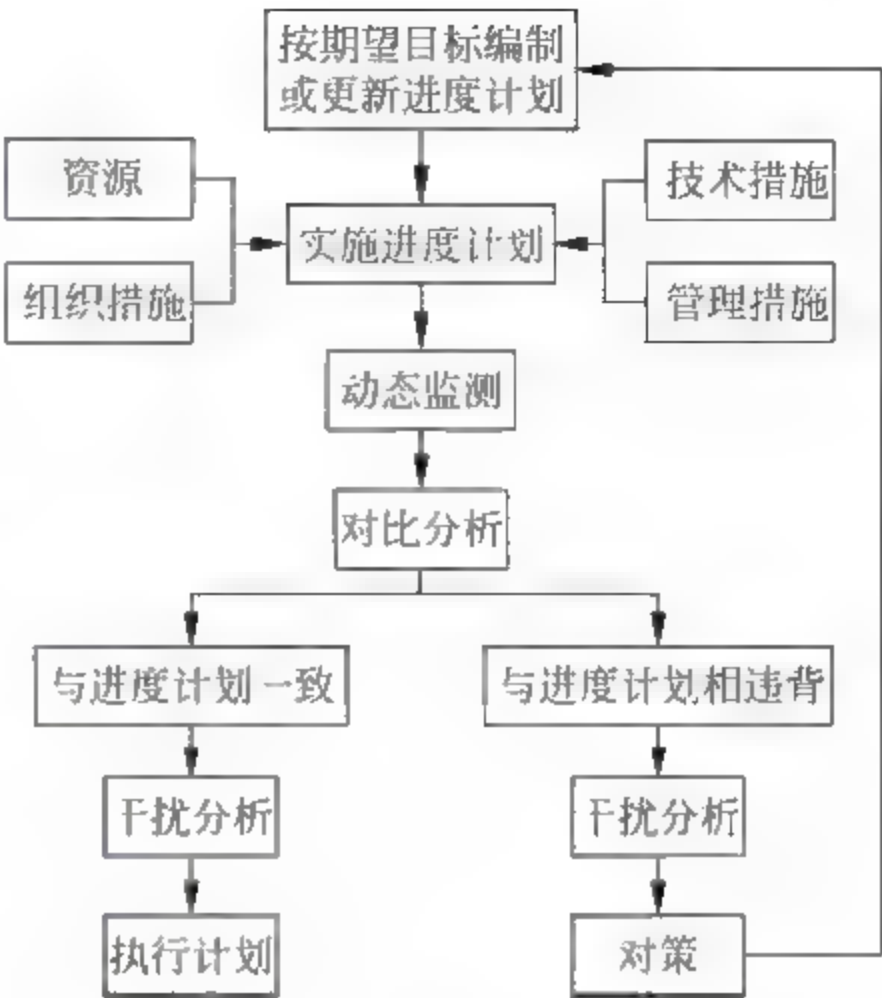 按期望目标编制
或更新进度计划
资源
技术措施
实施进度计划
组织措施
管理措施
动态监测
对比分析
与进度计划一致
与进度计划相违背
干扰分析
干扰分析
执行计划
对策